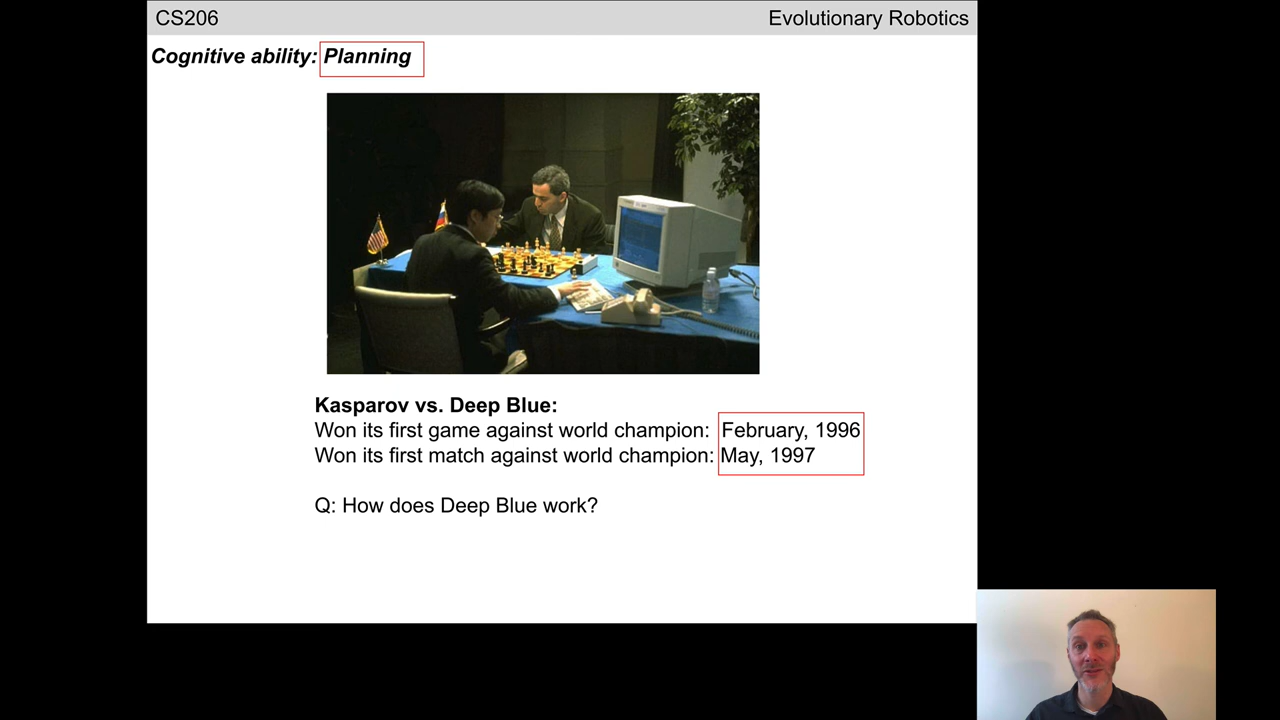 CS206
Evolutionary Robotics
Cognitive ability: Planning
Kasparov vs. Deep Blue:
Won its first game against world champion: February, 1996
Won its first match against world champion: May, 1997
Q: How does Deep Blue work?